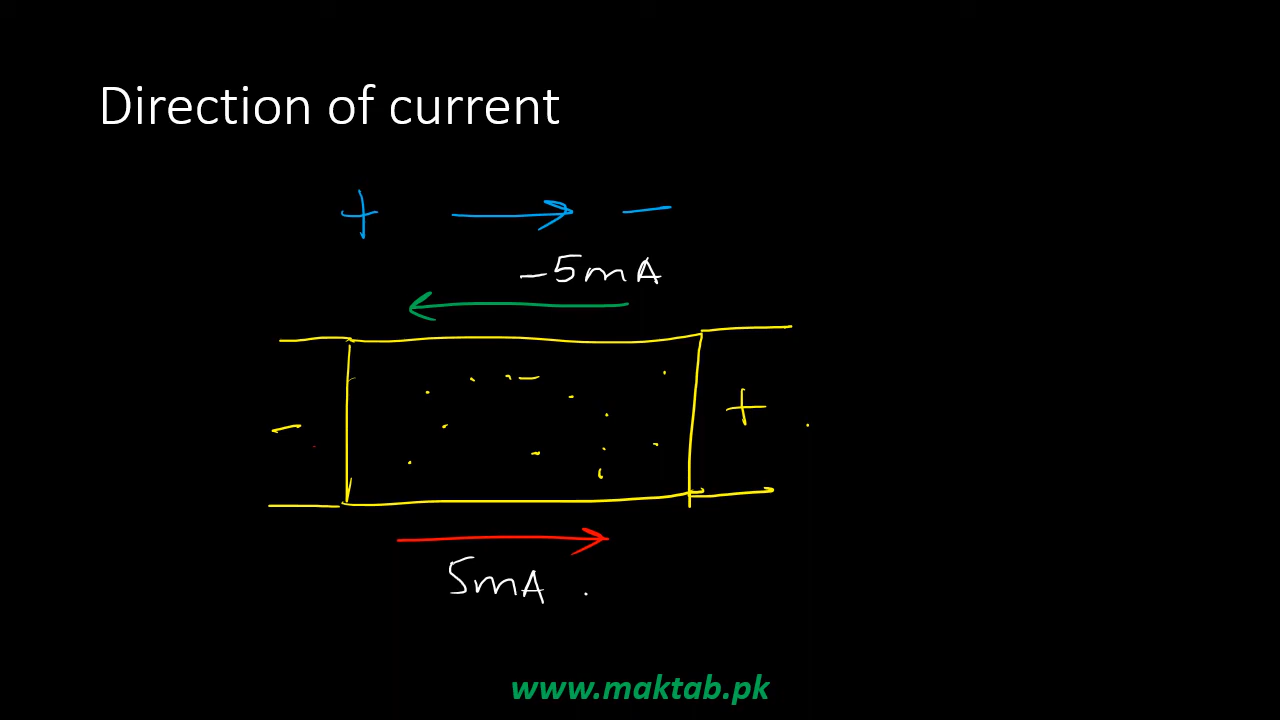 Direction of current
+ → −
−5mA
− +
5mA .
www.maktab.pk